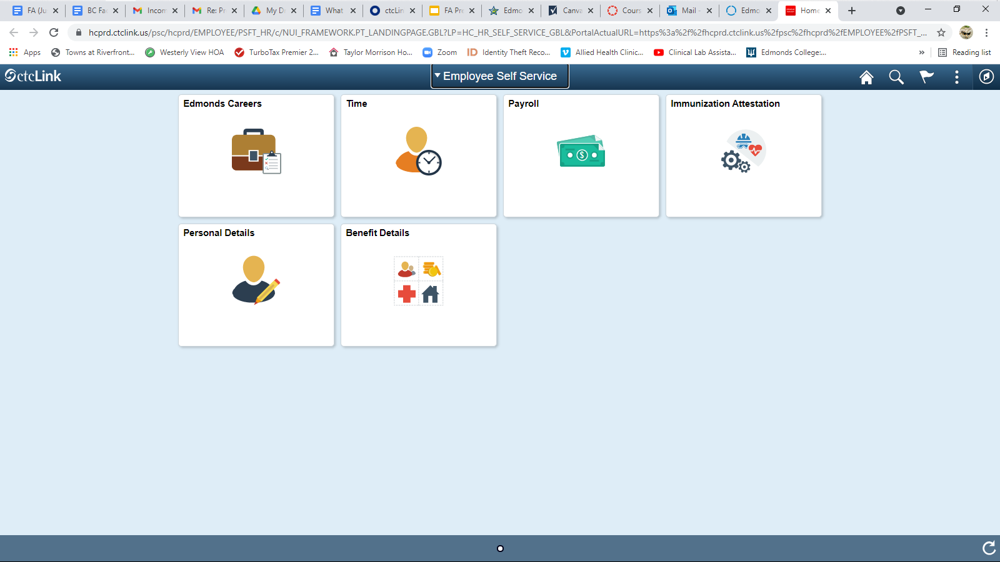 FA (Ju
BC Fa
Incom
Re: Pr
My Dr
What
ctcLin
FA Pre
Edmo
Canva
Cours
Mail -
Edmo
Home
hcprd.ctclink.us/psc/hcprd/EMPLOYEE/PSFT_HR/c/NUI_FRAMEWORK.PT_LANDINGPAGE.GBL?LP=HC_HR_SELF_SERVICE_GBL&PortalActualURL=https%3a%2f%2fhcprd.ctclink.us%2fpsc%2fhcprd%2fEMPLOYEE%2fPSFT_...
Apps
Towns at Riverfront...
Westerly View HOA
TurboTax Premier 2...
Taylor Morrison Ho...
Zoom
ID Identity Theft Reco...
Allied Health Clinic...
Clinical Lab Assista...
Edmonds College:...
»
Reading list
ctcLink
Employee Self Service
Edmonds Careers
Time
Payroll
Immunization Attestation
Personal Details
Benefit Details